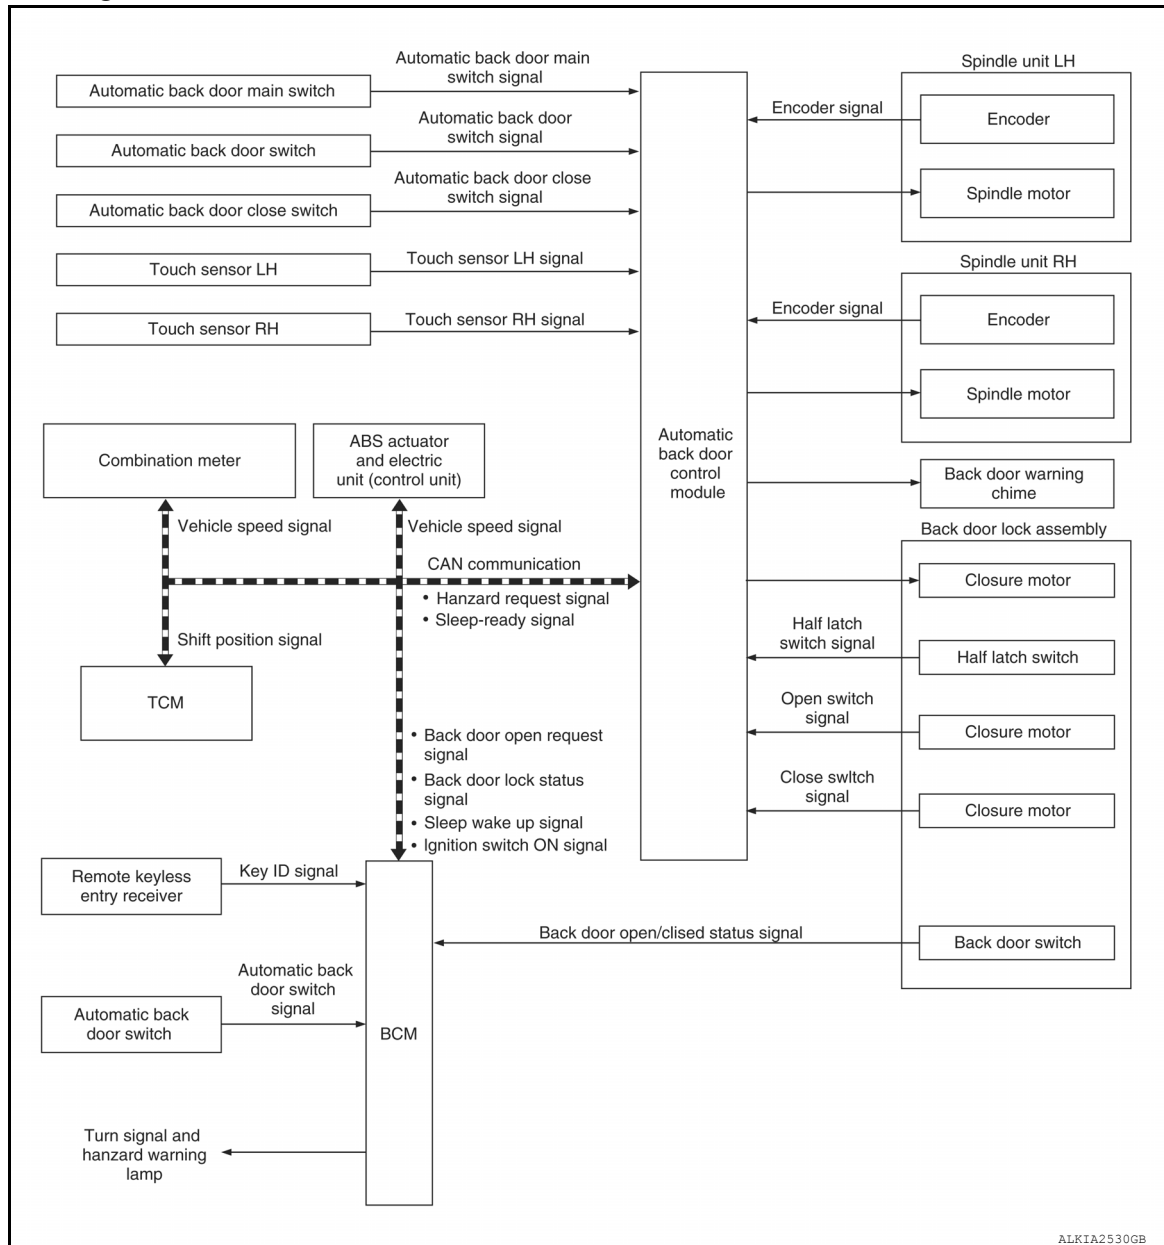 Automatic back door main
switch signal
Automatic back door main switch
Automatic back door
switch signal
Automatic back door switch
Automatic back door close
switch signal
Automatic back door close switch
Touch sensor LH signal
Touch sensor LH
Touch sensor RH signal
Touch sensor RH
Automatic
back door
control
module
Spindle unit LH
Encoder signal
Encoder
Spindle motor
Spindle unit RH
Encoder signal
Encoder
Spindle motor
Back door warning
chime
Back door lock assembly
Closure motor
Half latch
switch signal
Half latch switch
Open switch
signal
Closure motor
Close swltch
signal
Closure motor
Back door switch
Combination meter
ABS actuator
and electric
unit (control unit)
Vehicle speed signal
Vehicle speed signal
CAN communication
• Hanzard request signal
• Sleep-ready signal
Shift position signal
TCM
• Back door open request
signal
• Back door lock status
signal
• Sleep wake up signal
• Ignition switch ON signal
Remote keyless
entry receiver
Key ID signal
Back door open/clised status signal
Automatic back
door switch
signal
Automatic back
door switch
BCM
Turn signal and
hanzard warning
lamp
ALKIA2530GB